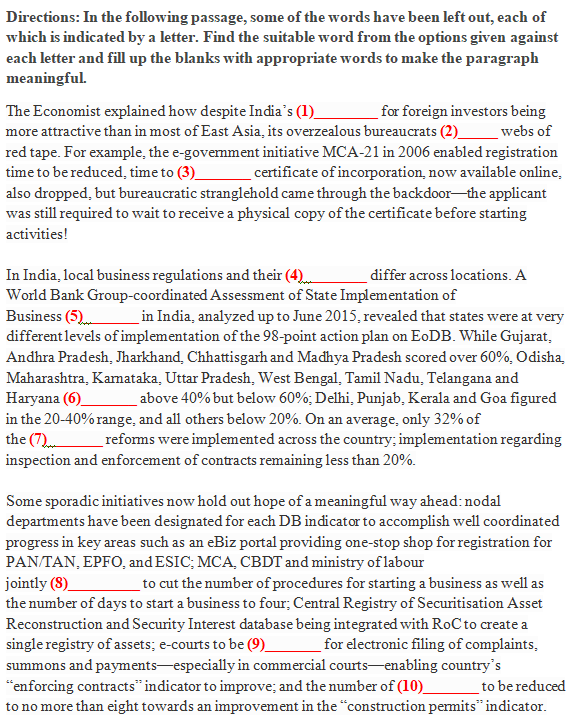 Directions: In the following passage, some of the words have been left out, each of
which is indicated by a letter. Find the suitable word from the options given against
each letter and fill up the blanks with appropriate words to make the paragraph
meaningful.
The Economist explained how despite India's (1)_________ for foreign investors being
more attractive than in most of East Asia, its overzealous bureaucrats (2)______ webs of
red tape. For example, the e-government initiative MCA-21 in 2006 enabled registration
time to be reduced, time to (3)________ certificate of incorporation, now available online,
also dropped, but bureaucratic stranglehold came through the backdoor—the applicant
was still required to wait to receive a physical copy of the certificate before starting
activities!
In India, local business regulations and their (4)_________ differ across locations. A
World Bank Group-coordinated Assessment of State Implementation of
Business (5)________ in India, analyzed up to June 2015, revealed that states were at very
different levels of implementation of the 98-point action plan on EoDB. While Gujarat,
Andhra Pradesh, Jharkhand, Chhattisgarh and Madhya Pradesh scored over 60%, Odisha,
Maharashtra, Karnataka, Uttar Pradesh, West Bengal, Tamil Nadu, Telangana and
Haryana (6)________ above 40% but below 60%; Delhi, Punjab, Kerala and Goa figured
in the 20-40% range, and all others below 20%. On an average, only 32% of
the (7)________ reforms were implemented across the country; implementation regarding
inspection and enforcement of contracts remaining less than 20%.
Some sporadic initiatives now hold out hope of a meaningful way ahead: nodal
departments have been designated for each DB indicator to accomplish well coordinated
progress in key areas such as an eBiz portal providing one-stop shop for registration for
PAN/TAN, EPFO, and ESIC; MCA, CBDT and ministry of labour
jointly (8)__________ to cut the number of procedures for starting a business as well as
the number of days to start a business to four; Central Registry of Securitisation Asset
Reconstruction and Security Interest database being integrated with RoC to create a
single registry of assets; e-courts to be (9)________ for electronic filing of complaints,
summons and payments—especially in commercial courts—enabling country's
"enforcing contracts" indicator to improve; and the number of (10)________ to be reduced
to no more than eight towards an improvement in the "construction permits" indicator.